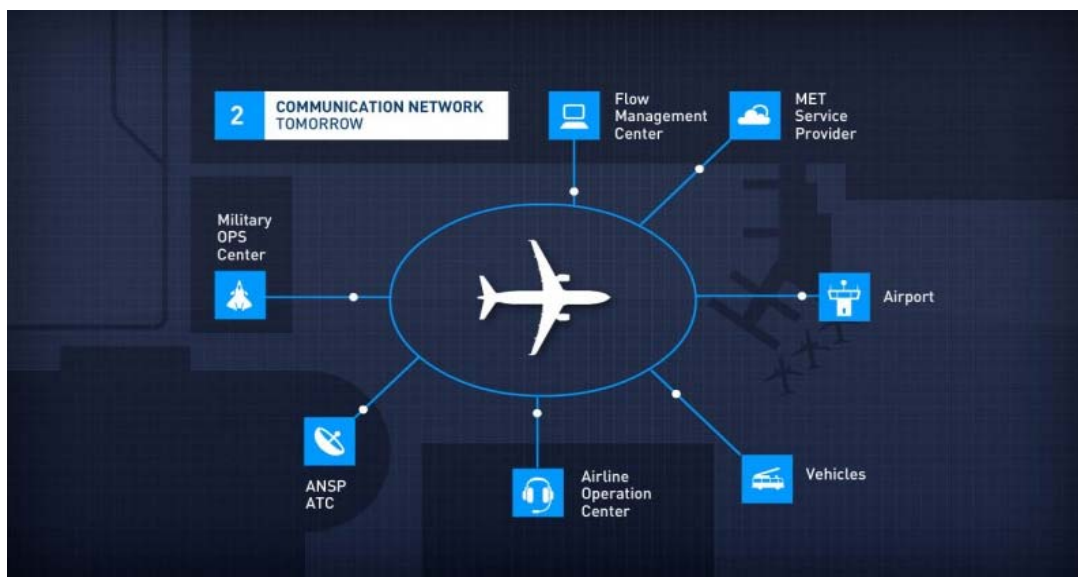 2
COMMUNICATION NETWORK
TOMORROW
Flow
Management
Center
MET
Service
Provider
Military
OPS
Center
Airport
ANSP
ATC
Airline
Operation
Center
Vehicles